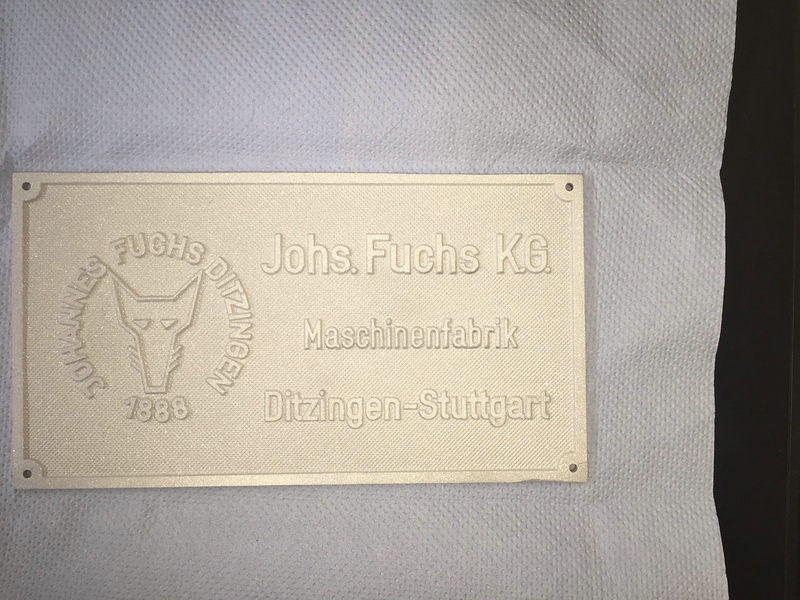 JOHANNES FUCHS DITZINGEN
1888
Johs. Fuchs KG.
Maschinenfabrik
Ditzingen-Stuttgart